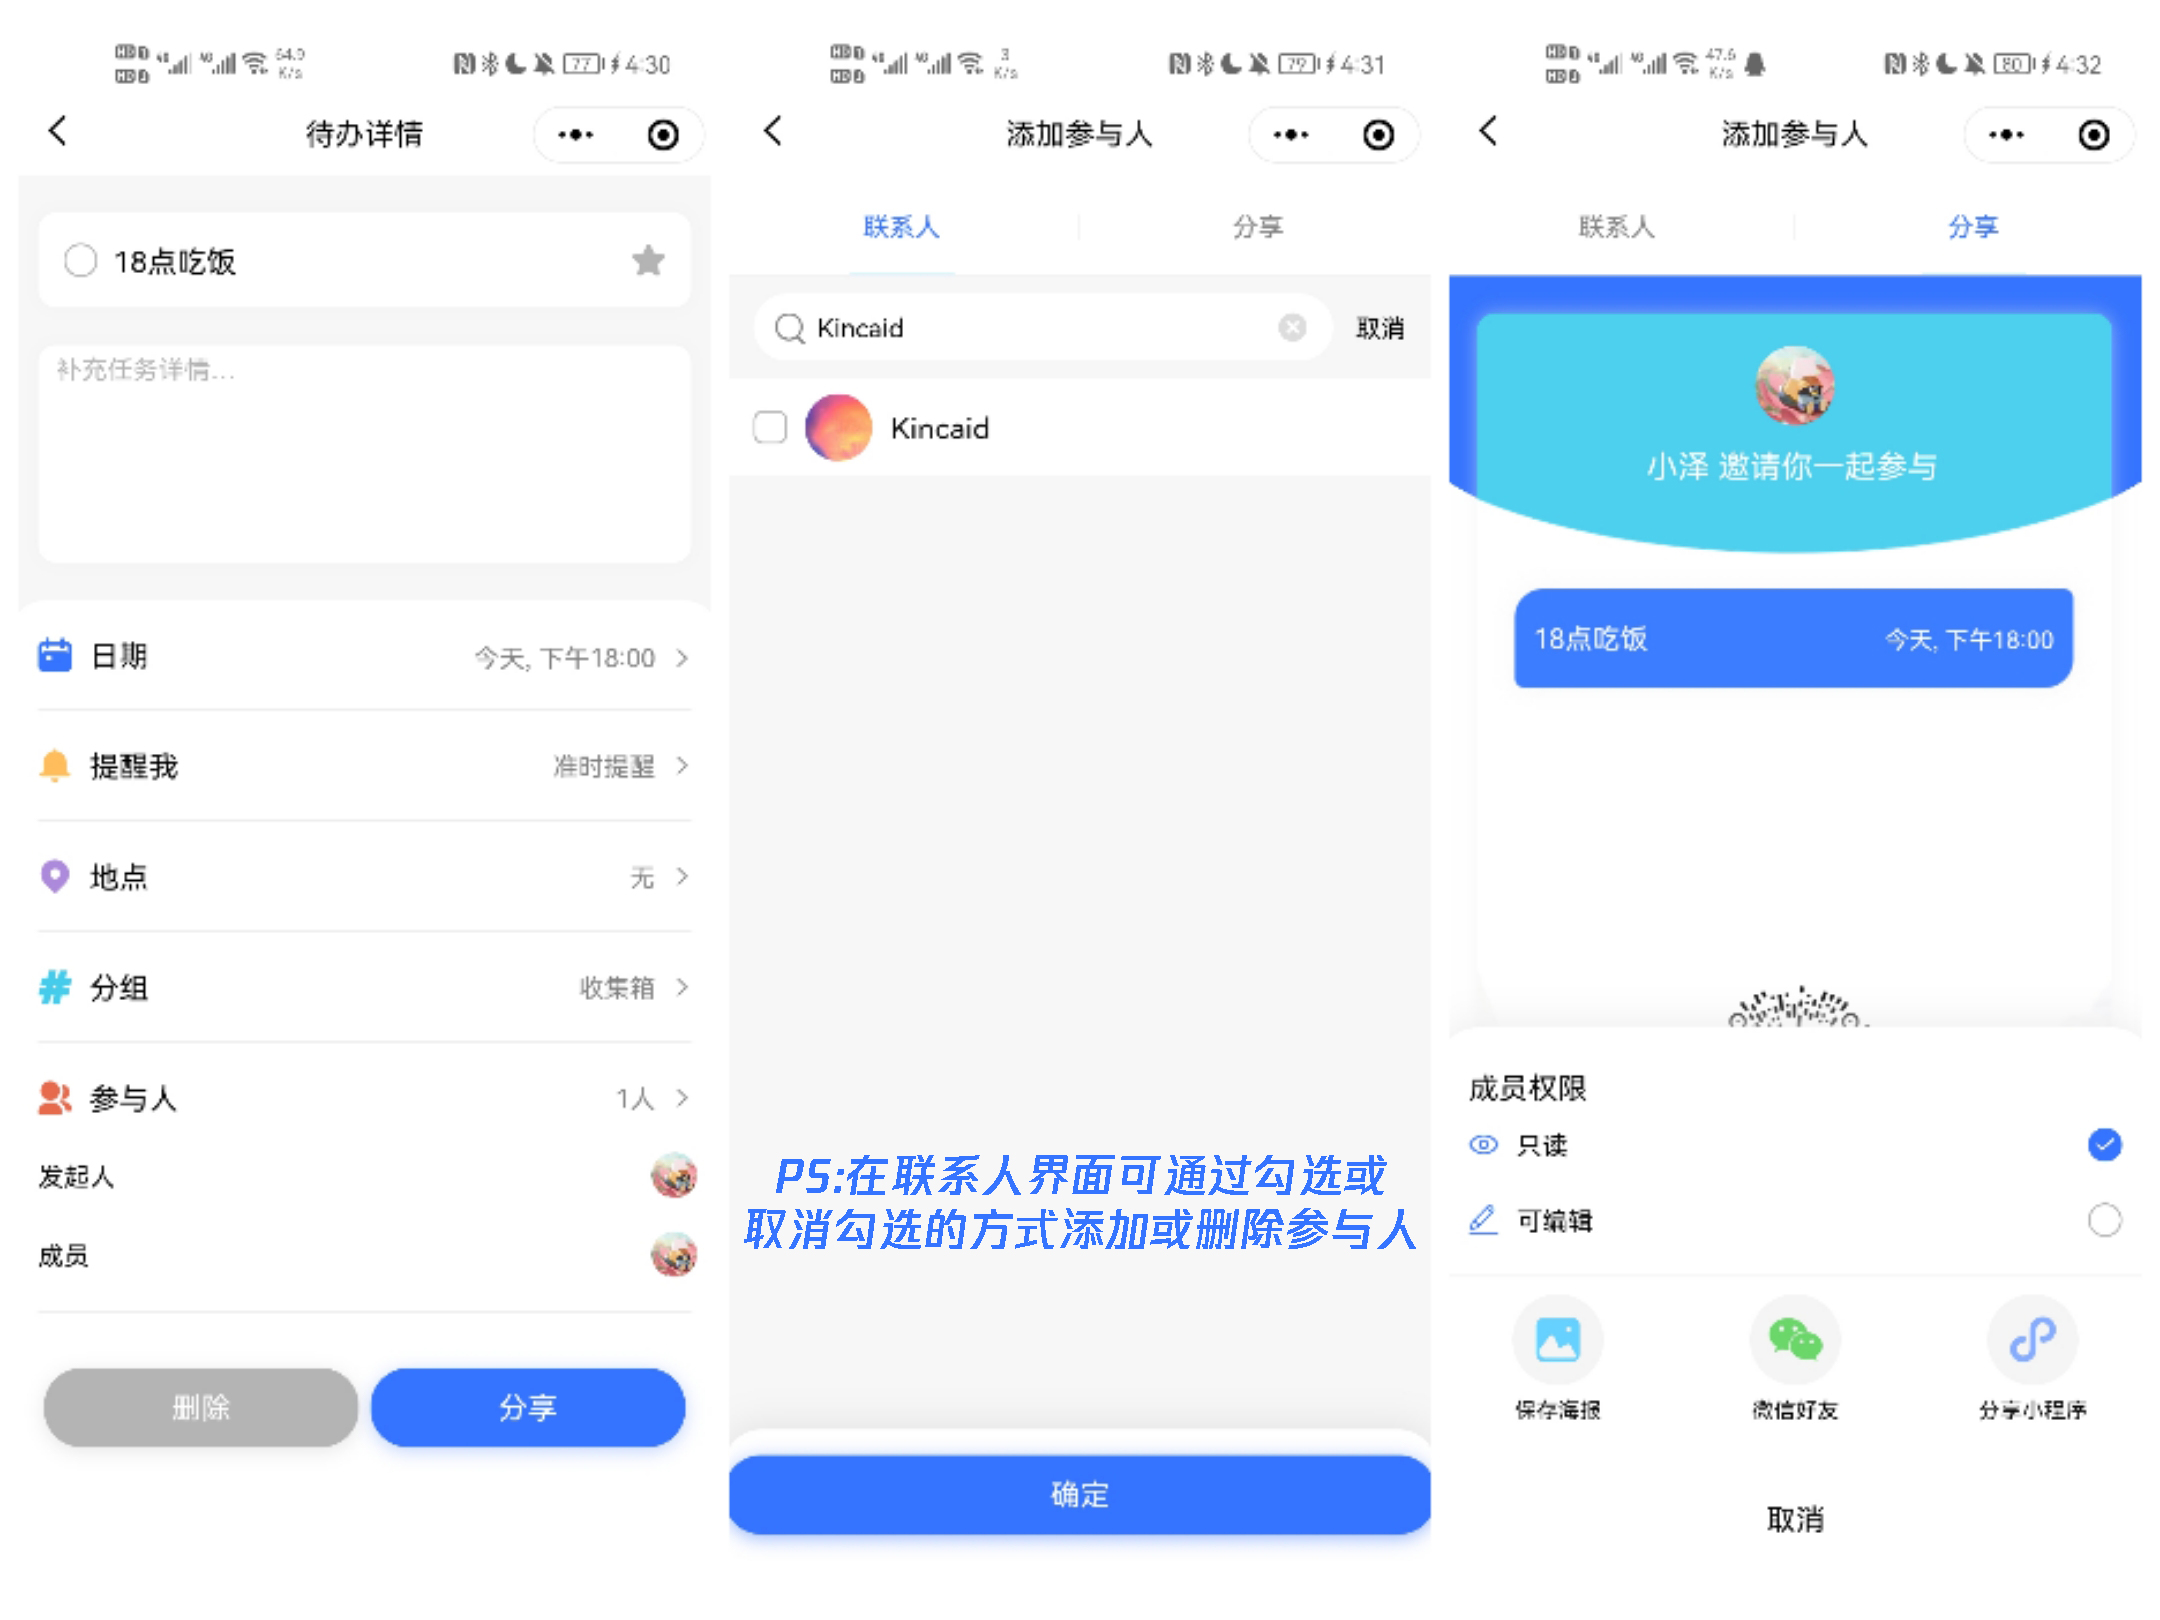 64.9 K/s
77
4:30
待办详情
18点吃饭
补充任务详情...
日期
今天, 下午18:00
提醒我
准时提醒
地点
无
分组
收集箱
参与人
1人
发起人
成员
删除
分享
3 K/s
79
4:31
添加参与人
联系人
分享
Kincaid
取消
Kincaid
PS:在联系人界面可通过勾选或
取消勾选的方式添加或删除参与人
确定
47.6 K/s
80
4:32
添加参与人
联系人
分享
小泽 邀请你一起参与
18点吃饭
今天, 下午18:00
成员权限
只读
可编辑
保存海报
微信好友
分享小程序
取消